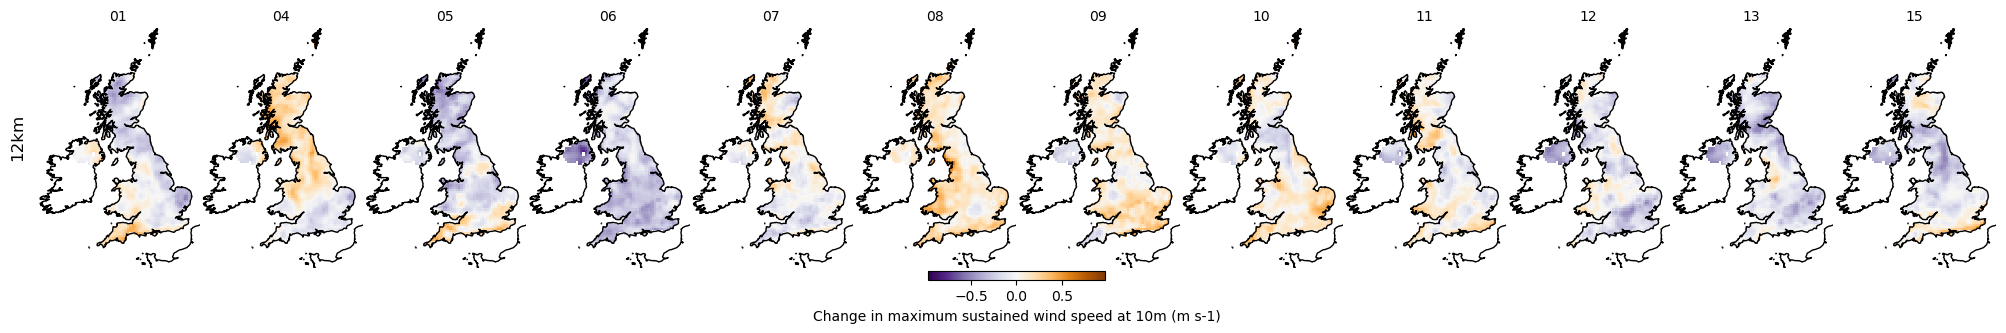 01 04 05 06 07 08 09 10 11 12 13 15
12km
−0.5 0.0 0.5
Change in maximum sustained wind speed at 10m (m s-1)